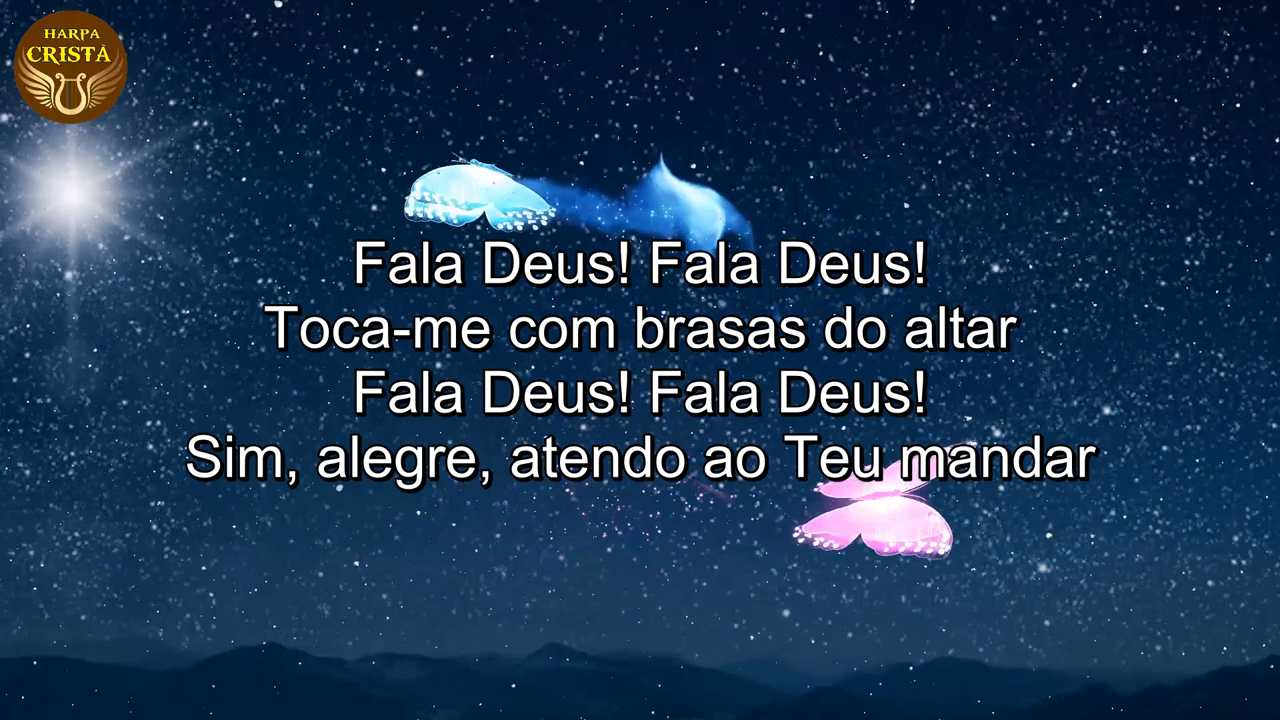 HARPA
CRISTÃ
Fala Deus! Fala Deus!
Toca-me com brasas do altar
Fala Deus! Fala Deus!
Sim, alegre, atendo ao Teu mandar